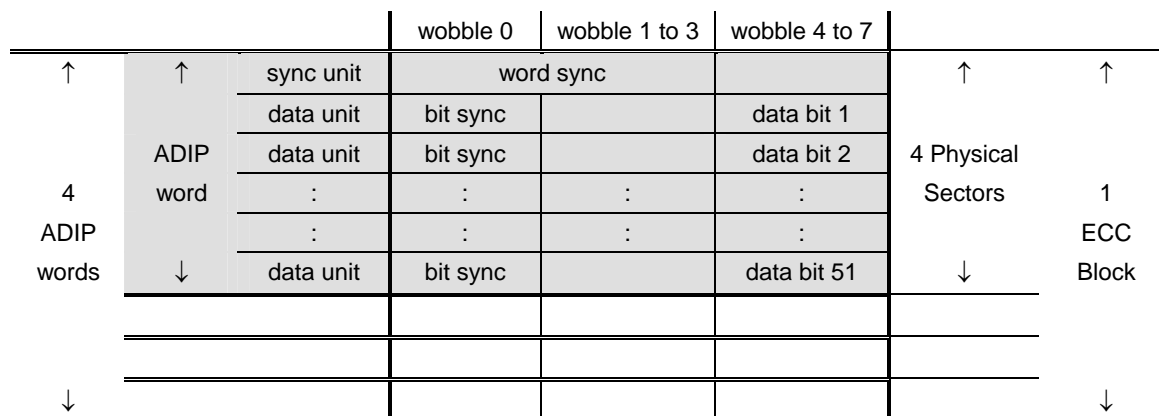 wobble 0 wobble 1 to 3 wobble 4 to 7
↑ ↑ sync unit word sync ↑ ↑
data unit bit sync data bit 1
ADIP data unit bit sync data bit 2 4 Physical
4 word : : : : Sectors 1
ADIP : : : : ECC
words ↓ data unit bit sync data bit 51 ↓ Block
↓ ↓